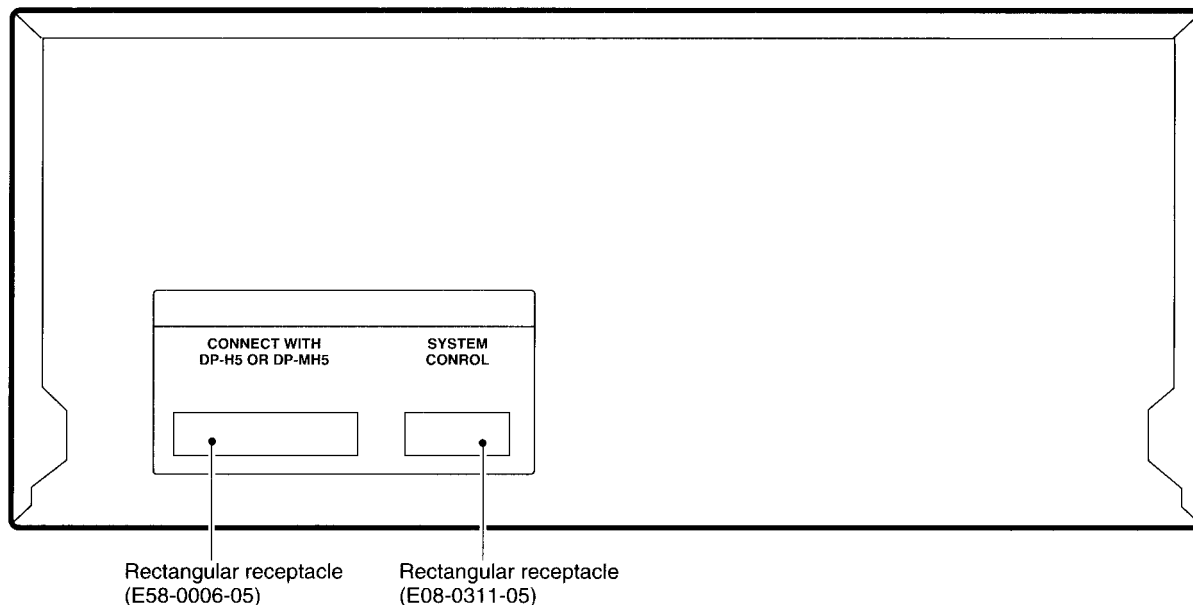 CONNECT WITH
DP-H5 OR DP-MH5
SYSTEM
CONROL
Rectangular receptacle
(E58-0006-05)
Rectangular receptacle
(E08-0311-05)